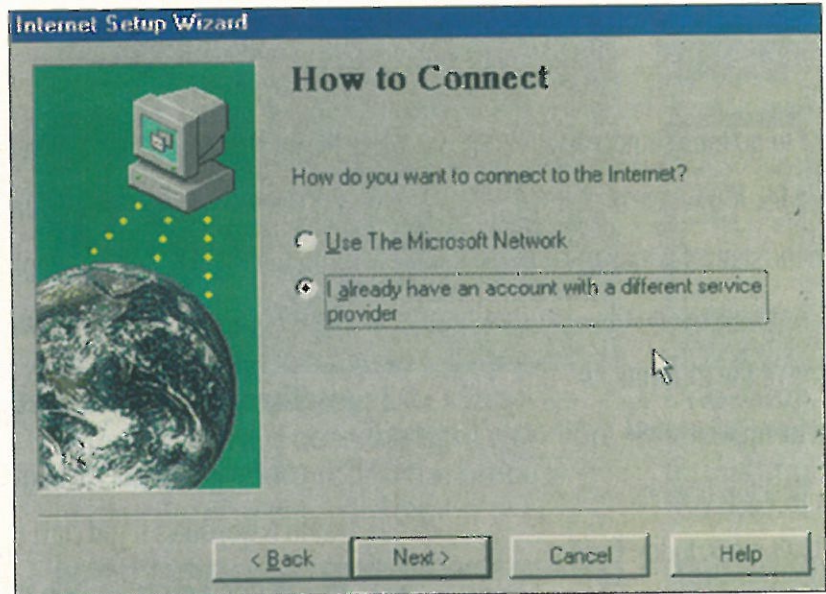 Internet Setup Wizard
How to Connect
How do you want to connect to the Internet?
Use The Microsoft Network
I already have an account with a different service
provider
< Back
Next >
Cancel
Help